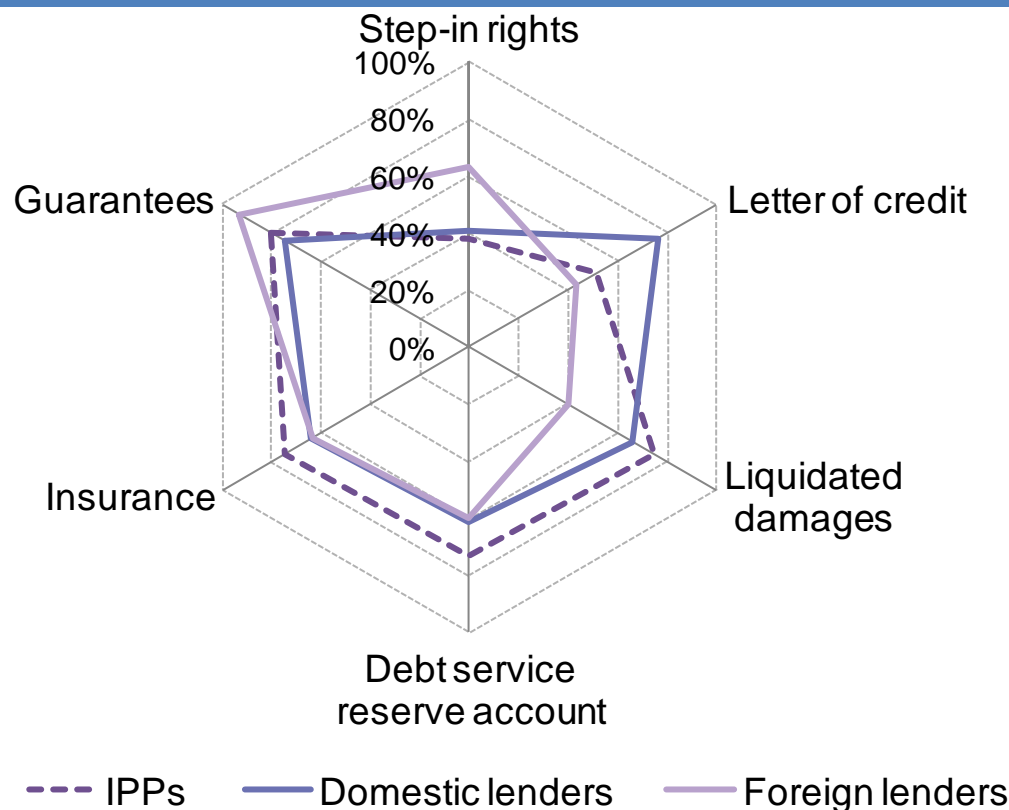 Step-in rights
100%
80%
60%
40%
20%
0%
Guarantees
Letter of credit
Insurance
Liquidated
damages
Debt service
reserve account
IPPs
Domestic lenders
Foreign lenders